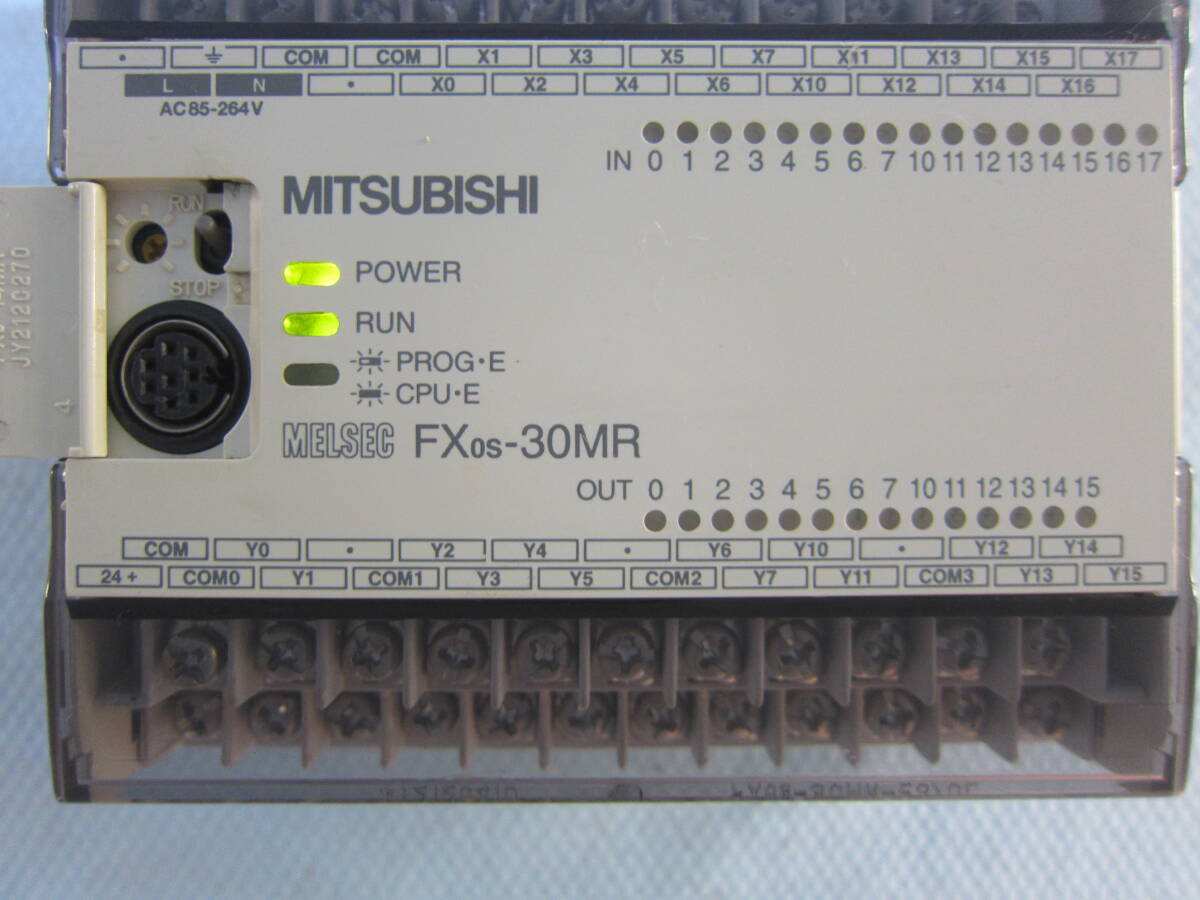 • COM COM X1 X3 X5 X7 X11 X13 X15 X17
L N • X0 X2 X4 X6 X10 X12 X14 X16
AC85-264V
IN 0 1 2 3 4 5 6 7 10 11 12 13 14 15 16 17
RUN
MITSUBISHI
STOP
POWER
RUN
PROG•E
CPU•E
JY212C270
4
MELSEC FX0S-30MR
OUT 0 1 2 3 4 5 6 7 10 11 12 13 14 15
COM Y0 • Y2 Y4 • Y6 Y10 • Y12 Y14
24+ COM0 Y1 COM1 Y3 Y5 COM2 Y7 Y11 COM3 Y13 Y15